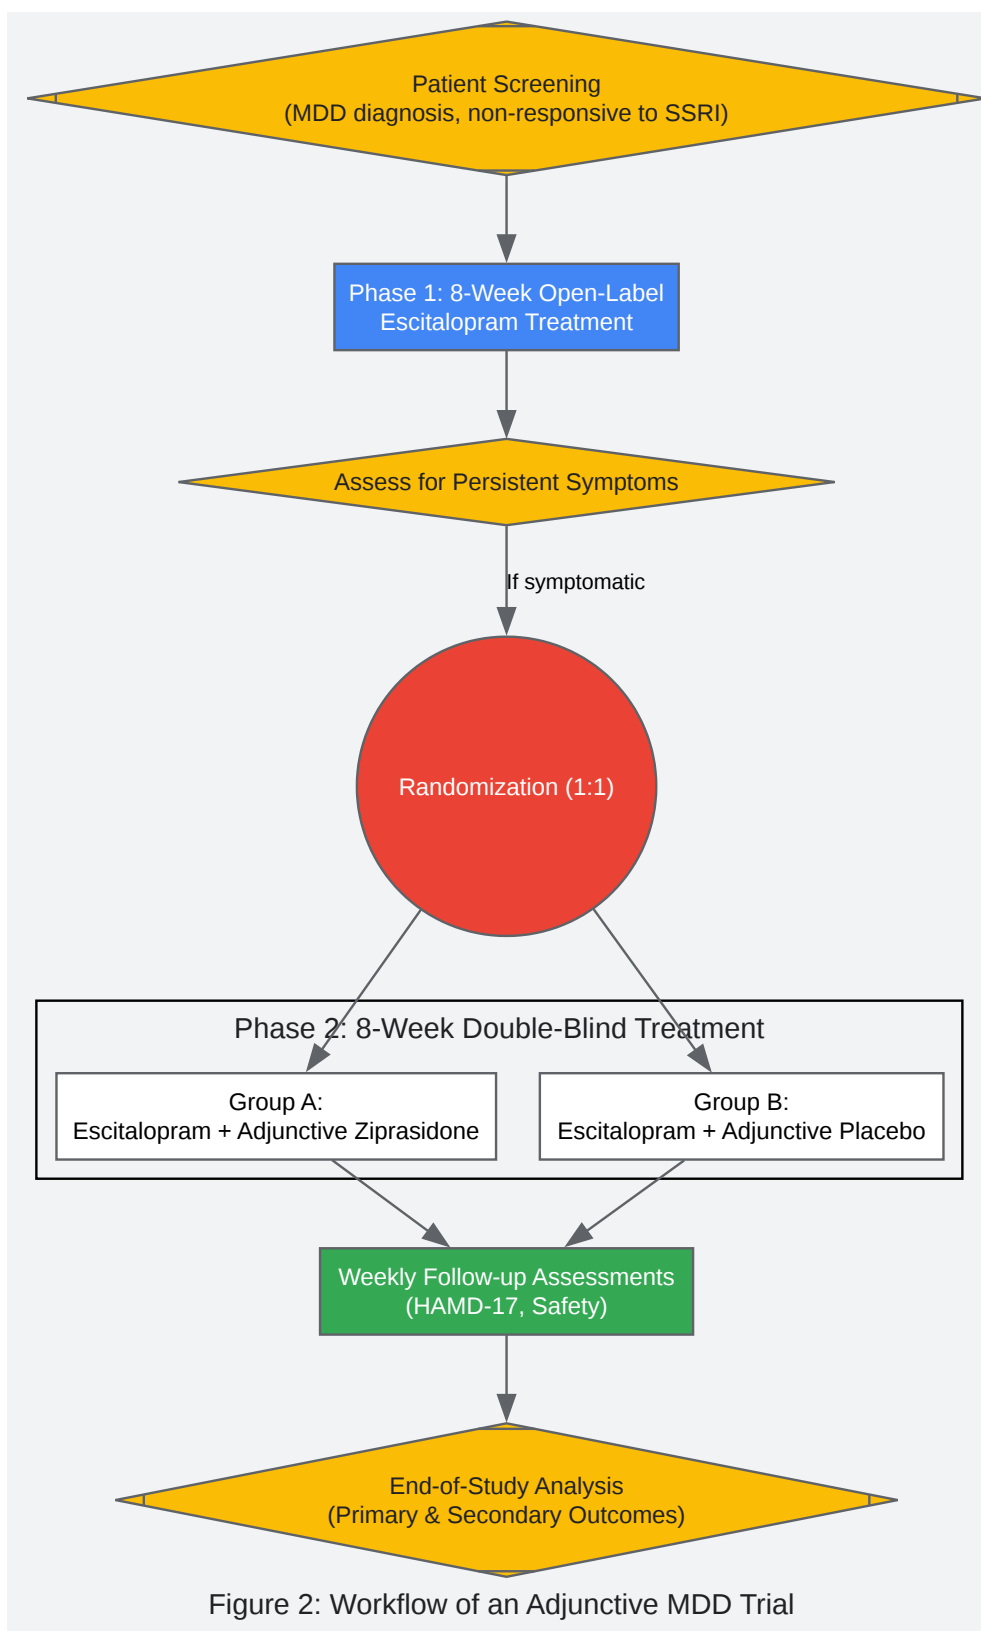 Patient Screening
(MDD diagnosis, non-responsive to SSRI)
Phase 1: 8-Week Open-Label
Escitalopram Treatment
Assess for Persistent Symptoms
If symptomatic
Randomization (1:1)
Phase 2: 8-Week Double-Blind Treatment
Group A:
Escitalopram + Adjunctive Ziprasidone
Group B:
Escitalopram + Adjunctive Placebo
Weekly Follow-up Assessments
(HAMD-17, Safety)
End-of-Study Analysis
(Primary & Secondary Outcomes)
Figure 2: Workflow of an Adjunctive MDD Trial